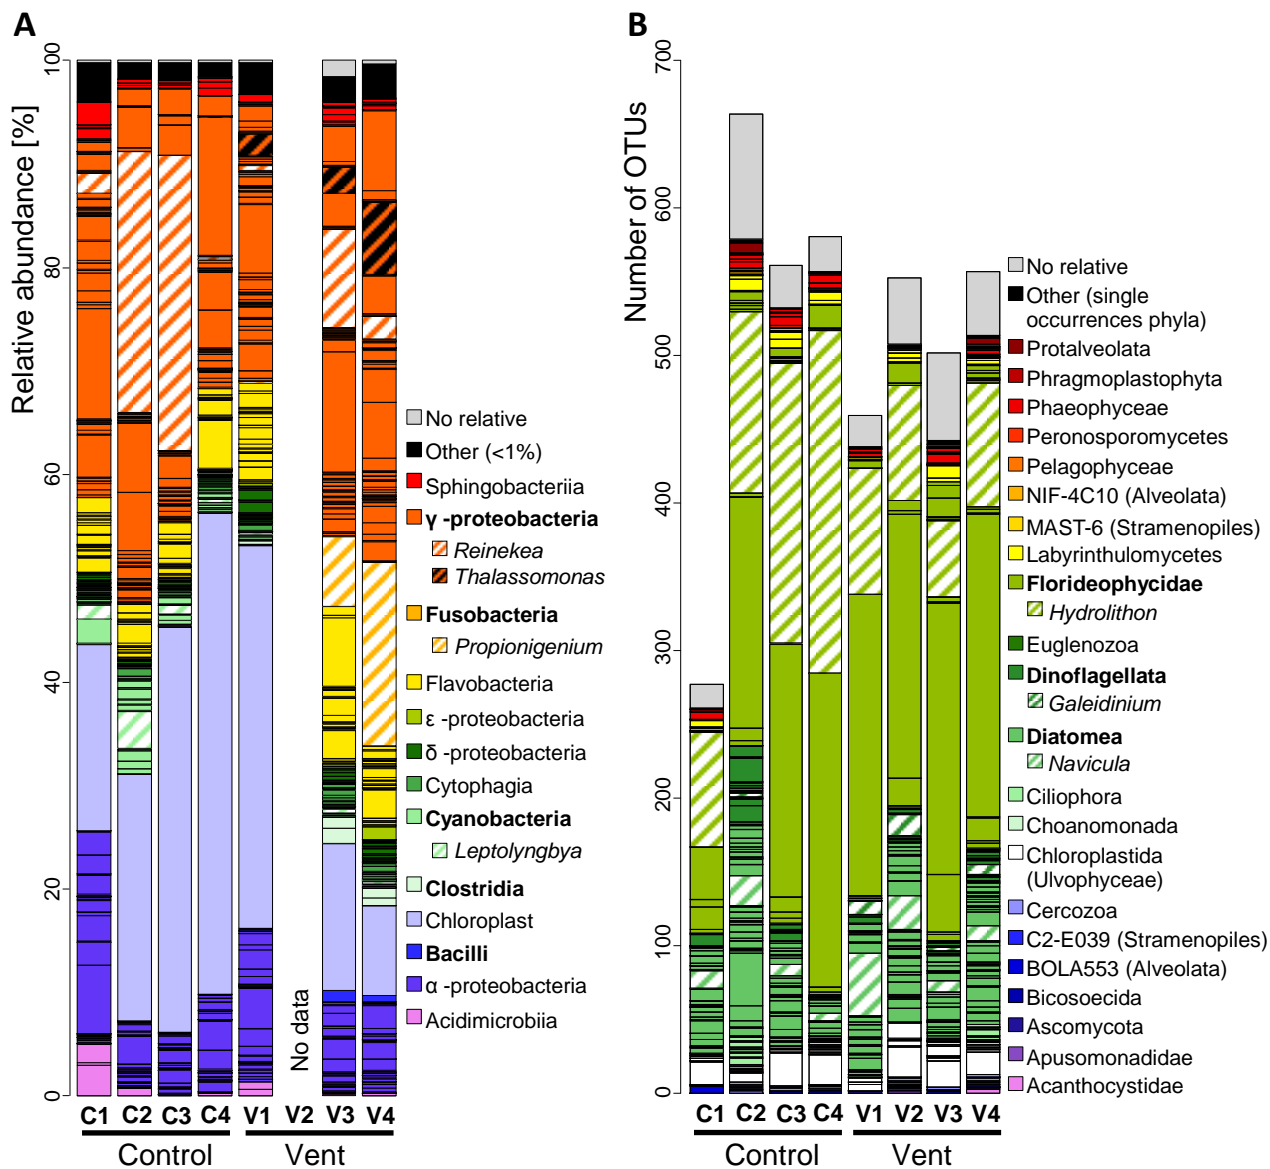 A
Relative abundance [%]
100
80
60
40
20
0
No data
C1 C2 C3 C4 V1 V2 V3 V4
Control Vent
No relative
Other (<1%)
Sphingobacteriia
γ -proteobacteria
Reinekea
Thalassomonas
Fusobacteria
Propionigenium
Flavobacteria
ε -proteobacteria
δ -proteobacteria
Cytophagia
Cyanobacteria
Leptolyngbya
Clostridia
Chloroplast
Bacilli
α -proteobacteria
Acidimicrobiia
B
Number of OTUs
700
600
500
400
300
200
100
0
C1 C2 C3 C4 V1 V2 V3 V4
Control Vent
No relative
Other (single
occurrences phyla)
Protalveolata
Phragmoplastophyta
Phaeophyceae
Peronosporomycetes
Pelagophyceae
NIF-4C10 (Alveolata)
MAST-6 (Stramenopiles)
Labyrinthulomycetes
Florideophycidae
Hydrolithon
Euglenozoa
Dinoflagellata
Galeidinium
Diatomea
Navicula
Ciliophora
Choanomonada
Chloroplastida
(Ulvophyceae)
Cercozoa
C2-E039 (Stramenopiles)
BOLA553 (Alveolata)
Bicosoecida
Ascomycota
Apusomonadidae
Acanthocystidae